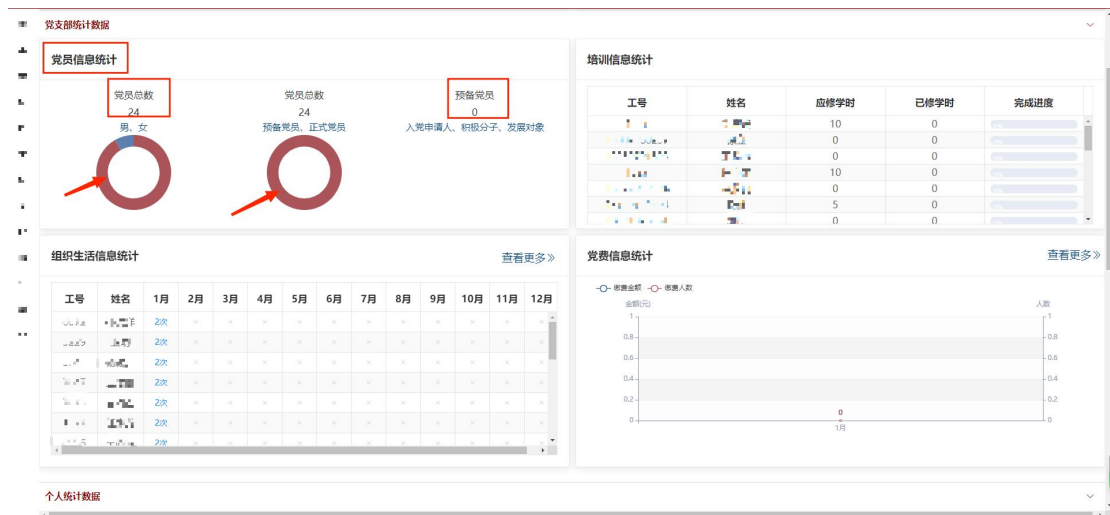 党支部统计数据
党员信息统计
党员总数
24
男、女
党员总数
24
预备党员、正式党员
预备党员
0
入党申请人、积极分子、发展对象
培训信息统计
工号 姓名 应修学时 已修学时 完成进度
10 0
0 0
0 0
10 0
0 0
5 0
0 0
组织生活信息统计 查看更多》
工号 姓名 1月 2月 3月 4月 5月 6月 7月 8月 9月 10月 11月 12月
2次 × × × × × × × × × × ×
2次 × × × × × × × × × × ×
2次 × × × × × × × × × × ×
2次 × × × × × × × × × × ×
2次 × × × × × × × × × × ×
2次 × × × × × × × × × × ×
2次 × × × × × × × × × × ×
党费信息统计 查看更多》
缴费金额 缴费人数
金额(元) 人数
1 1
0.8 0.8
0.6 0.6
0.4 0.4
0.2 0.2
0
0 0
1月
个人统计数据